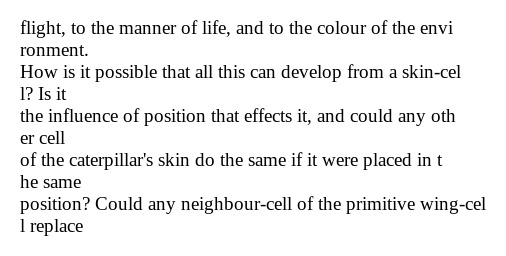 flight, to the manner of life, and to the colour of the envi
ronment.
How is it possible that all this can develop from a skin-cel
l? Is it
the influence of position that effects it, and could any oth
er cell
of the caterpillar's skin do the same if it were placed in t
he same
position? Could any neighbour-cell of the primitive wing-cel
l replace